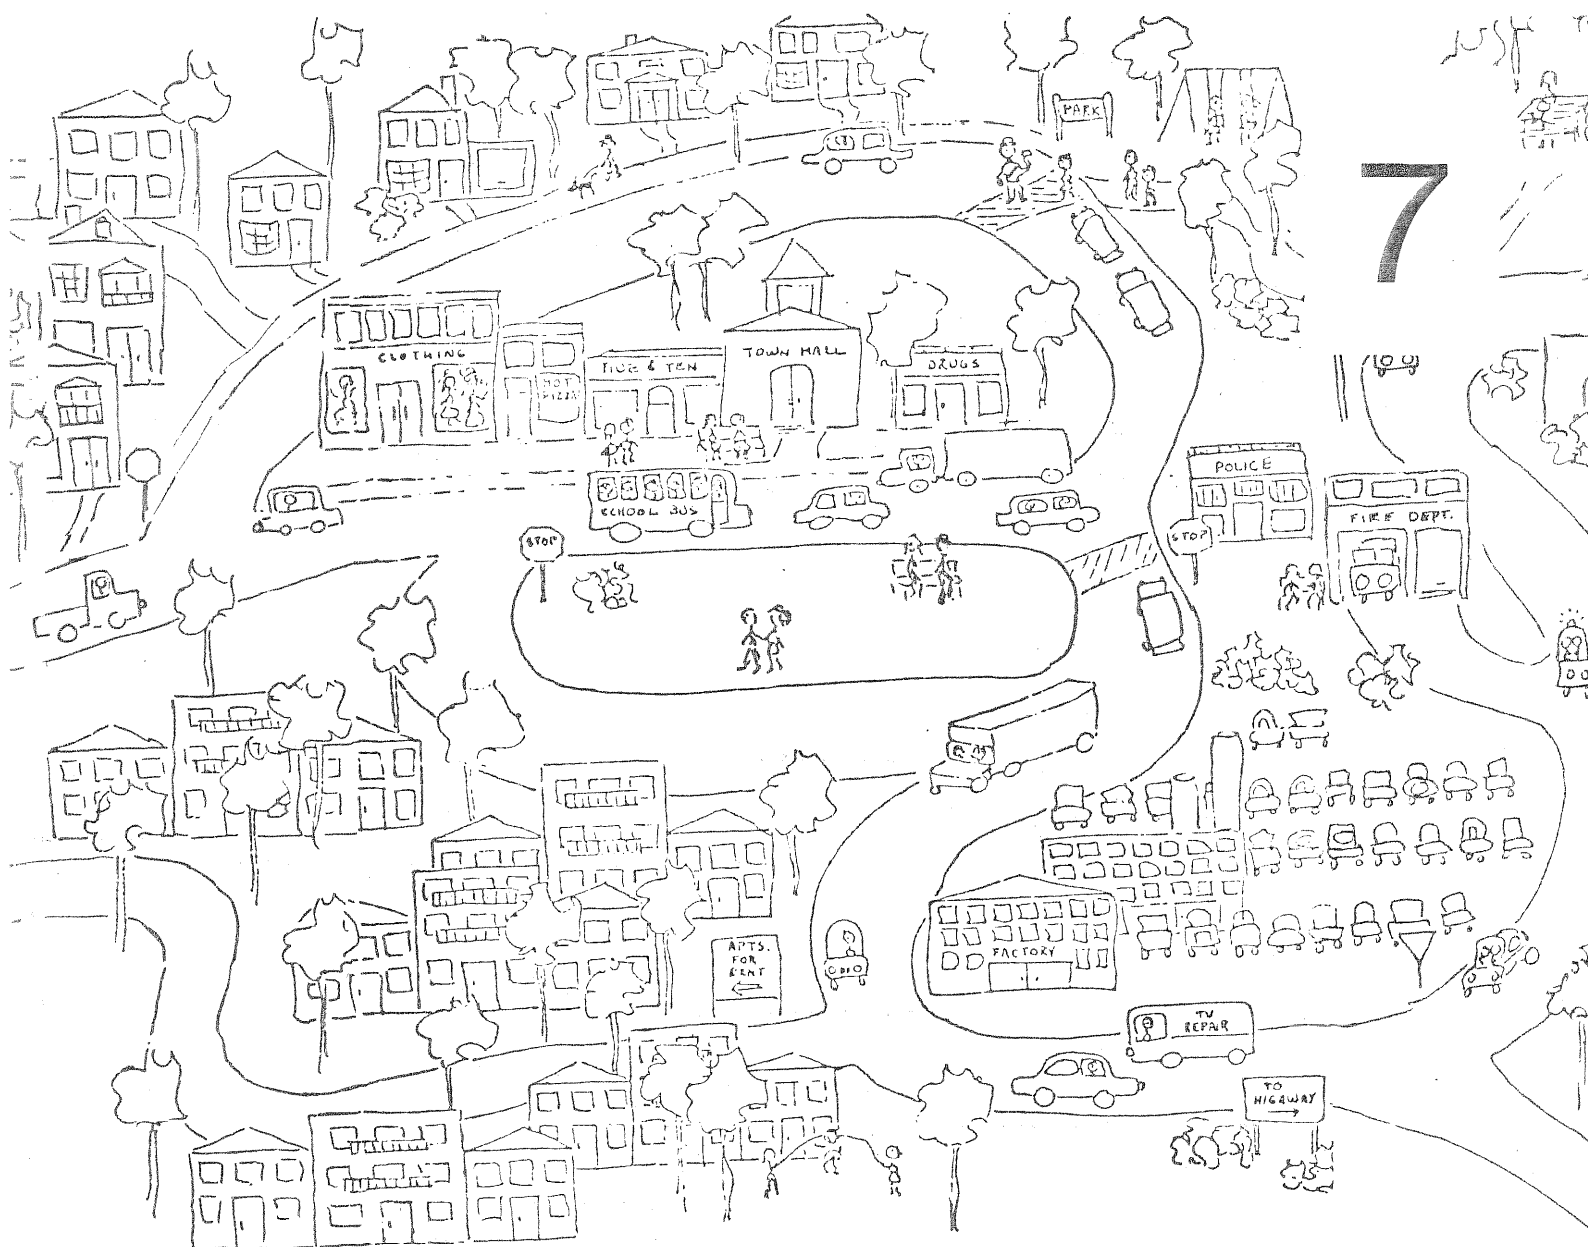 PARK
7
CLOTHING
HOT
PIZZA
FIVE & TEN
TOWN HALL
DRUGS
SCHOOL BUS
STOP
POLICE
STOP
FIRE DEPT.
APTS.
FOR
RENT
FACTORY
TV
REPAIR
TO
HIGAWAY